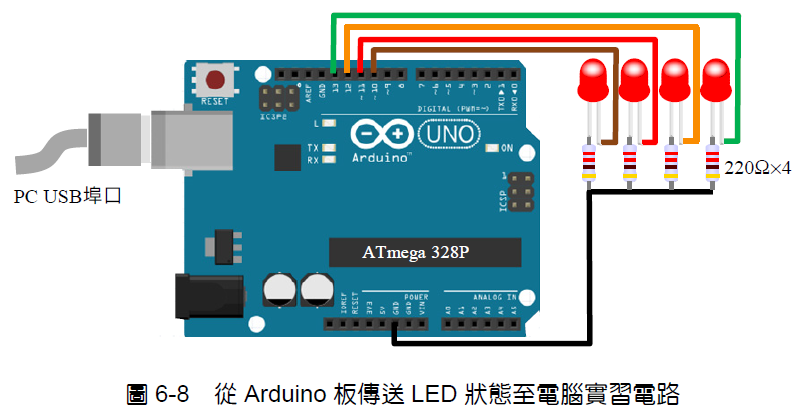 RESET
AREF
GND
13
12
~11
~10
~9
8
7
~6
~5
4
~3
2
TX0▶1
RX0◀0
ICSP2
DIGITAL (PWM=~)
L
TX
RX
UNO
ON
Arduino™
1
ICSP
PC USB埠口
220Ω×4
ATmega 328P
POWER
ANALOG IN
IOREF
RESET
3V3
5V
GND
GND
VIN
A0
A1
A2
A3
A4
A5
圖 6-8 從 Arduino 板傳送 LED 狀態至電腦實習電路